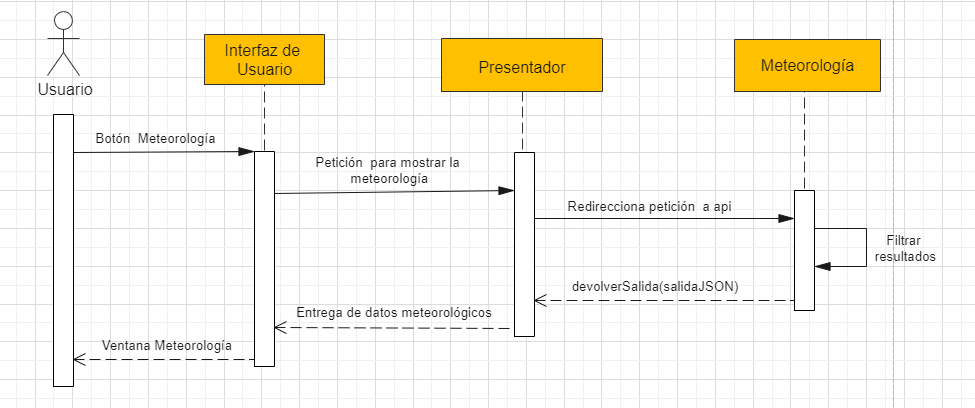 Usuario
Interfaz de
Usuario
Presentador
Meteorología
Botón Meteorología
Petición para mostrar la
meteorología
Redirecciona petición a api
Filtrar
resultados
devolverSalida(salidaJSON)
Entrega de datos meteorológicos
Ventana Meteorología